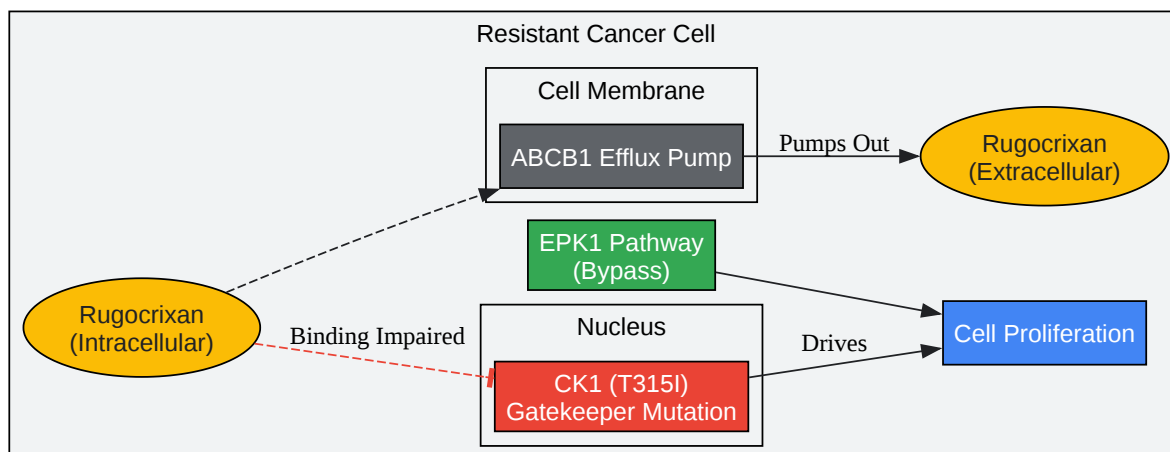 Resistant Cancer Cell
Cell Membrane
ABCB1 Efflux Pump
Pumps Out
Rugocrixan
(Extracellular)
EPK1 Pathway
(Bypass)
Rugocrixan
(Intracellular)
Binding Impaired
Nucleus
CK1 (T315I)
Gatekeeper Mutation
Drives
Cell Proliferation